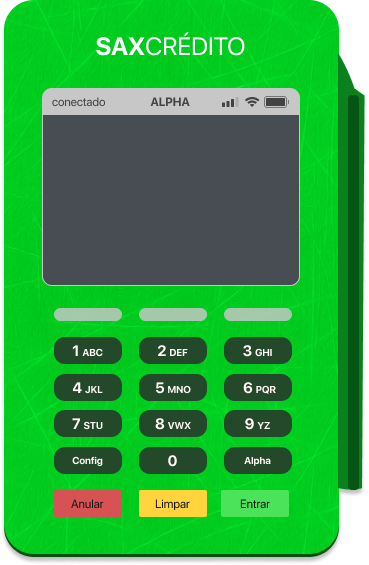 SAXCRÉDITO
conectado ALPHA
1 ABC 2 DEF 3 GHI
4 JKL 5 MNO 6 PQR
7 STU 8 VWX 9 YZ
Config 0 Alpha
Anular Limpar Entrar